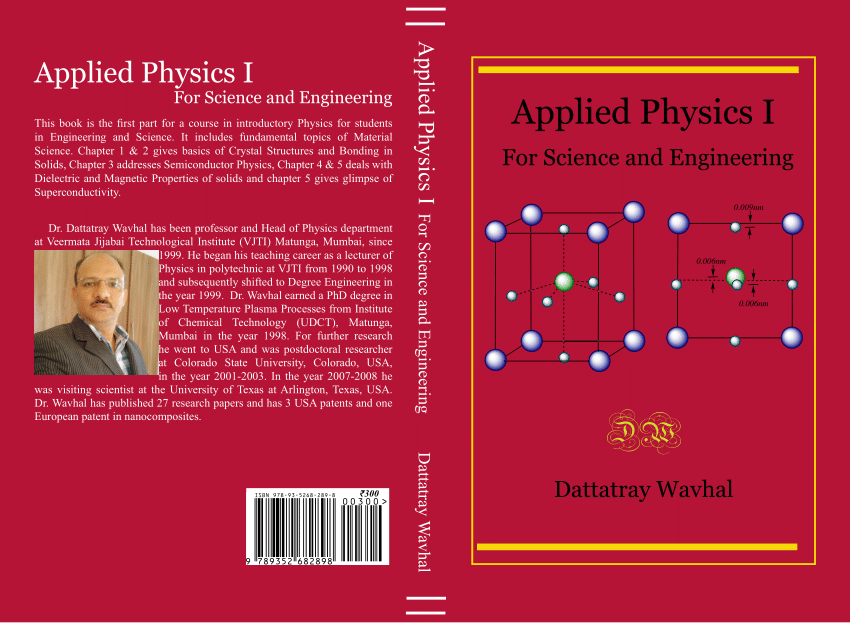 Applied Physics I
For Science and Engineering
This book is the first part for a course in introductory Physics for students
in Engineering and Science. It includes fundamental topics of Material
Science. Chapter 1 & 2 gives basics of Crystal Structures and Bonding in
Solids, Chapter 3 addresses Semiconductor Physics, Chapter 4 & 5 deals with
Dielectric and Magnetic Properties of solids and chapter 5 gives glimpse of
Superconductivity.
Dr. Dattatray Wavhal has been professor and Head of Physics department
at Veermata Jijabai Technological Institute (VJTI) Matunga, Mumbai, since
1999. He began his teaching career as a lecturer of
Physics in polytechnic at VJTI from 1990 to 1998
and subsequently shifted to Degree Engineering in
the year 1999. Dr. Wavhal earned a PhD degree in
Low Temperature Plasma Processes from Institute
of Chemical Technology (UDCT), Matunga,
Mumbai in the year 1998. For further research
he went to USA and was postdoctoral researcher
at Colorado State University, Colorado, USA,
in the year 2001-2003. In the year 2007-2008 he
was visiting scientist at the University of Texas at Arlington, Texas, USA.
Dr. Wavhal has published 27 research papers and has 3 USA patents and one
European patent in nanocomposites.
ISBN 978-93-5268-289-8
₹300
00300>
9 789352 682898
Applied Physics I For Science and Engineering
Dattatray Wavhal
Applied Physics I
For Science and Engineering
0.009nm
0.006nm
0.006nm
D.W
Dattatray Wavhal